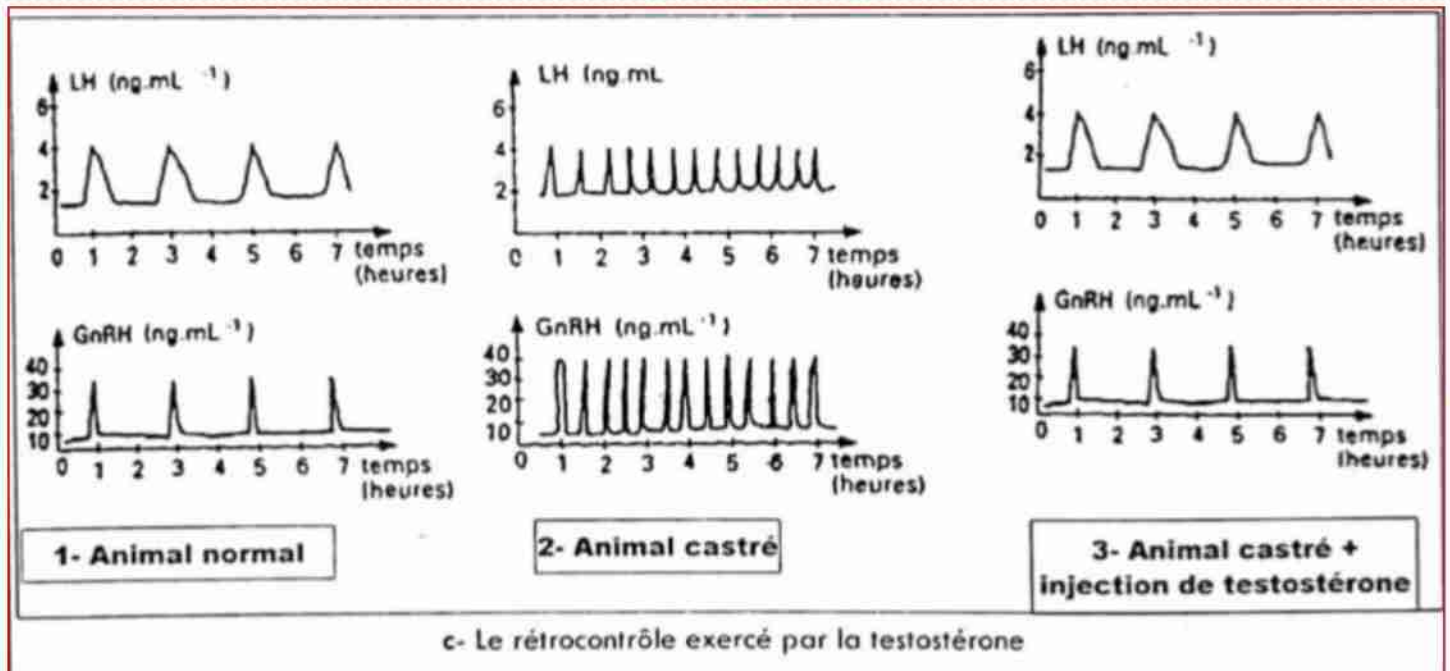 LH (ng.mL -1)
6
4
2
0 1 2 3 4 5 6 7 temps
(heures)
GnRH (ng.mL -1)
40
30
20
10
0 1 2 3 4 5 6 7 temps
(heures)
1- Animal normal
LH (ng.mL
6
4
2
0 1 2 3 4 5 6 7 temps
(heures)
GnRH (ng.mL -1)
40
30
20
10
0 1 2 3 4 5 6 7 temps
(heures)
2- Animal castré
LH (ng.mL -1)
6
4
2
0 1 2 3 4 5 6 7 temps
(heures)
GnRH (ng.mL -1)
40
30
20
10
0 1 2 3 4 5 6 7 temps
(heures)
3- Animal castré +
injection de testostérone
c- Le rétrocontrôle exercé par la testostérone